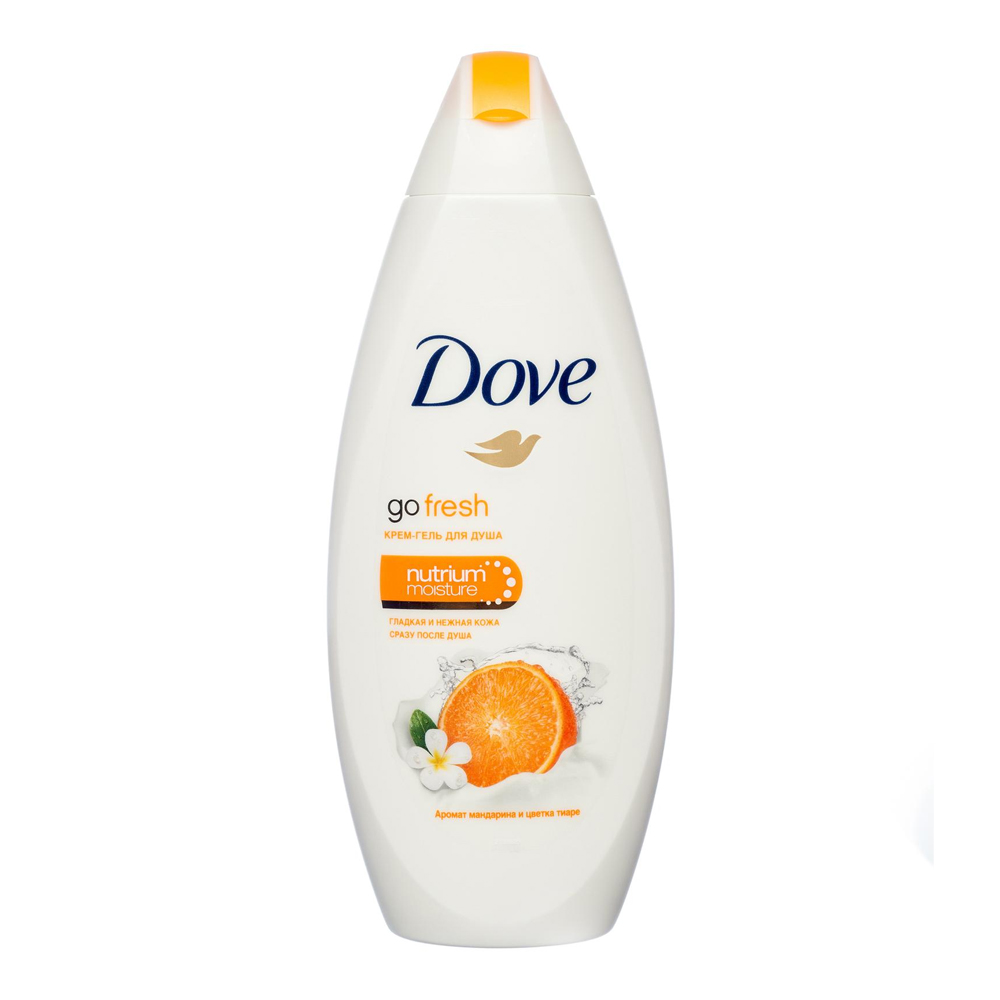 Dove
go fresh
КРЕМ-ГЕЛЬ ДЛЯ ДУША
nutrium
moisture
ГЛАДКАЯ И НЕЖНАЯ КОЖА
СРАЗУ ПОСЛЕ ДУША
Аромат мандарина и цветка тиаре